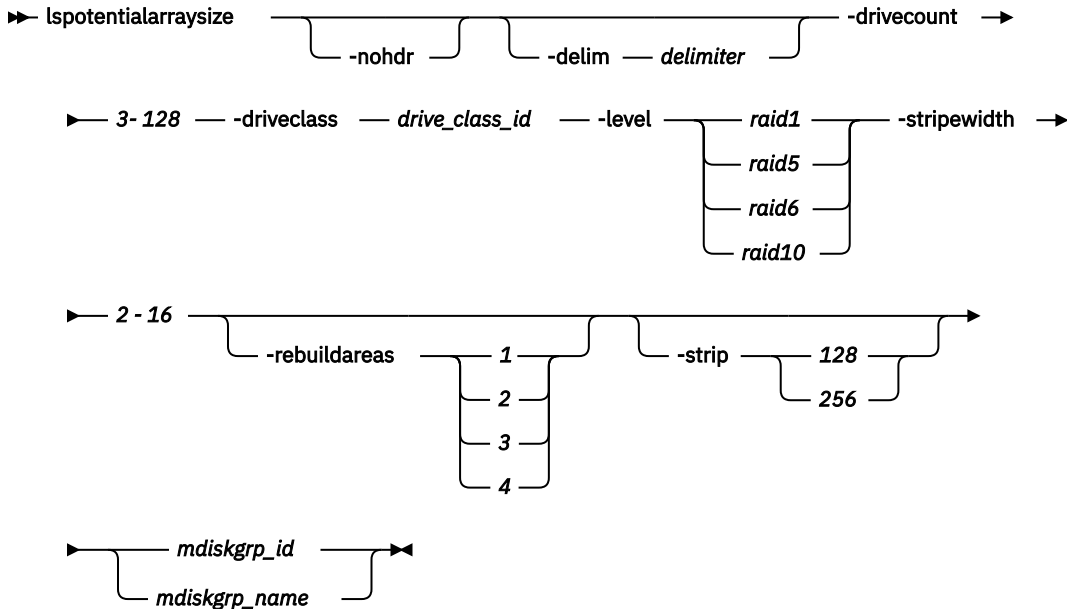 lspotentialarraysize -drivecount
-nohdr -delim delimiter
3- 128 -driveclass drive_class_id -level raid1 -stripewidth
raid5
raid6
raid10
2 - 16
-rebuildareas 1 -strip 128
2 256
3
4
mdiskgrp_id
mdiskgrp_name